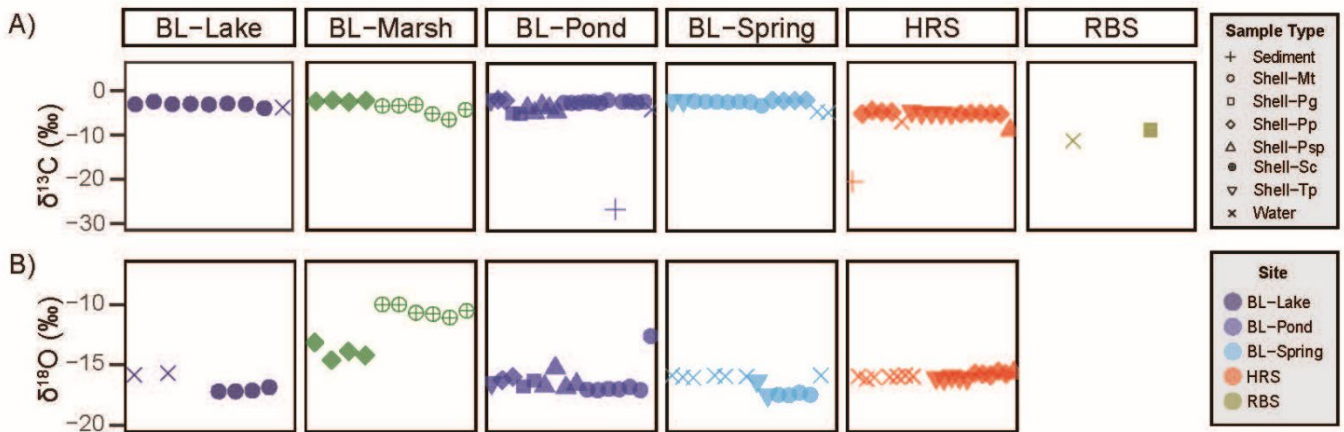 A)
BL−Lake
BL−Marsh
BL−Pond
BL−Spring
HRS
RBS
δ¹³C (‰)
0
−10
−20
−30
Sample Type
Sediment
Shell−Mt
Shell−Pg
Shell−Pp
Shell−Psp
Shell−Sc
Shell−Tp
Water
B)
δ¹⁸O (‰)
−10
−15
−20
Site
BL−Lake
BL−Pond
BL−Spring
HRS
RBS